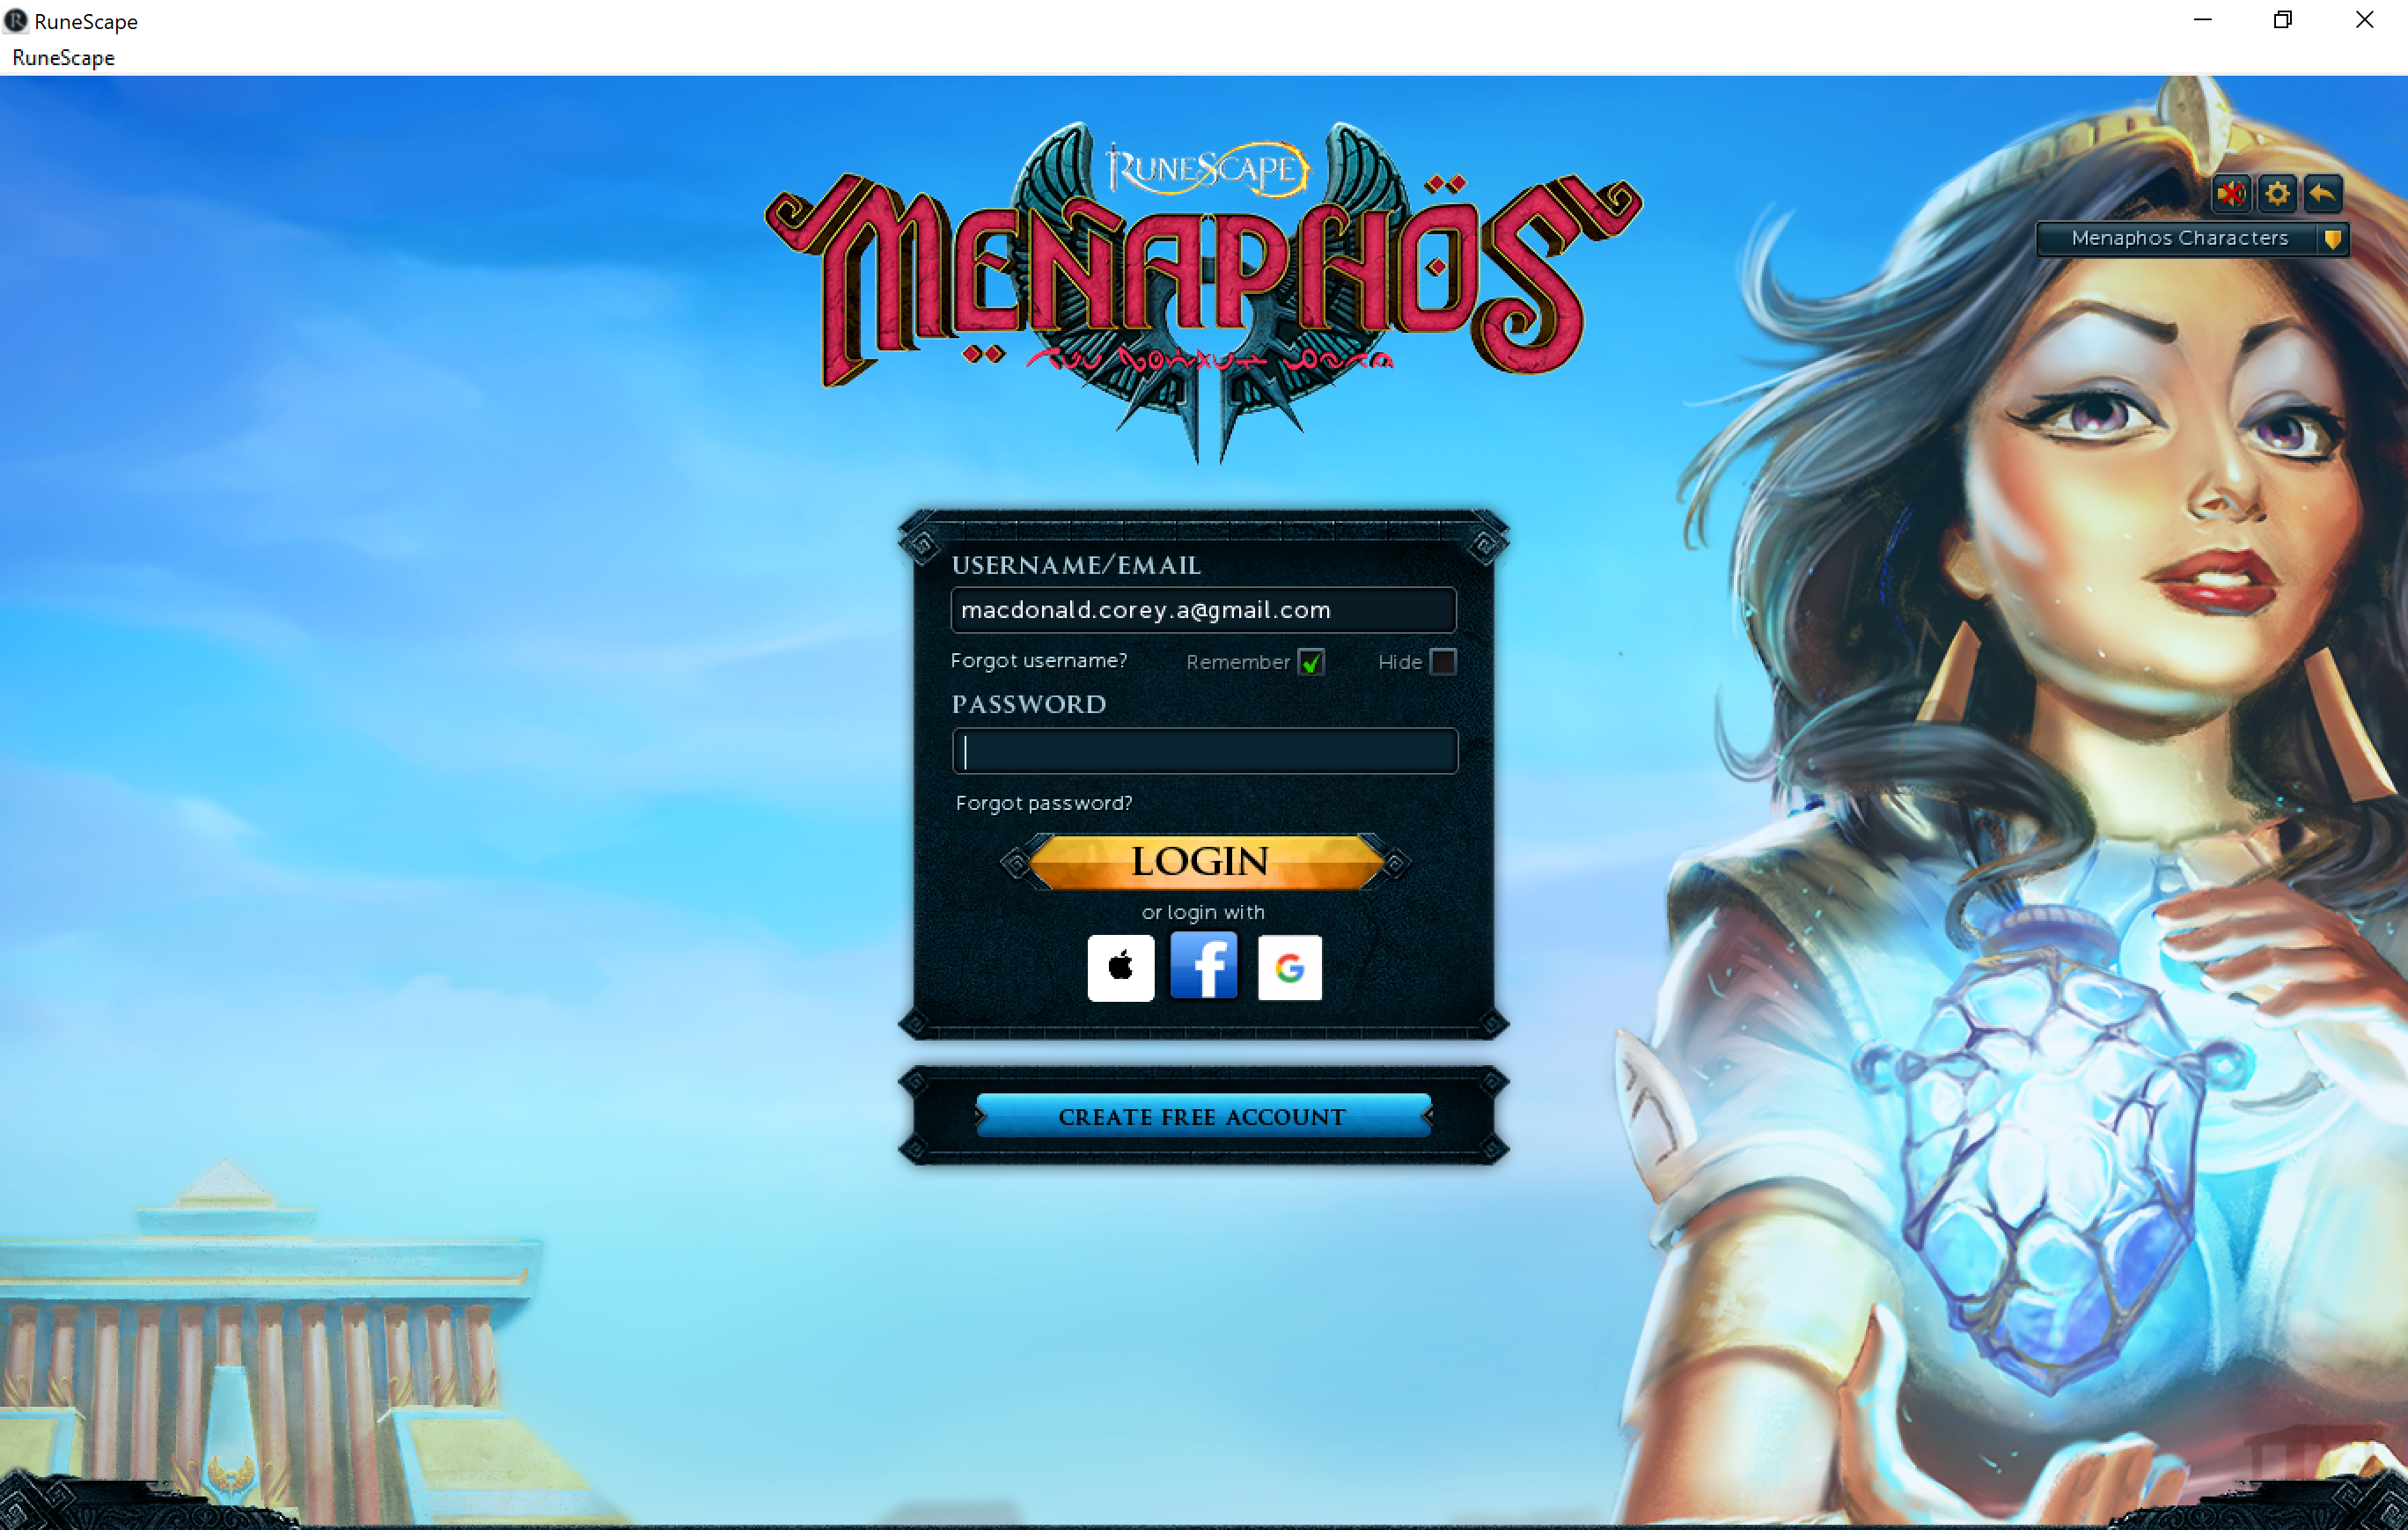 RuneScape
RuneScape
RUNESCAPE
MENAPHOS
Menaphos Characters
USERNAME/EMAIL
macdonald.corey.a@gmail.com
Forgot username? Remember Hide
PASSWORD
Forgot password?
LOGIN
or login with
CREATE FREE ACCOUNT